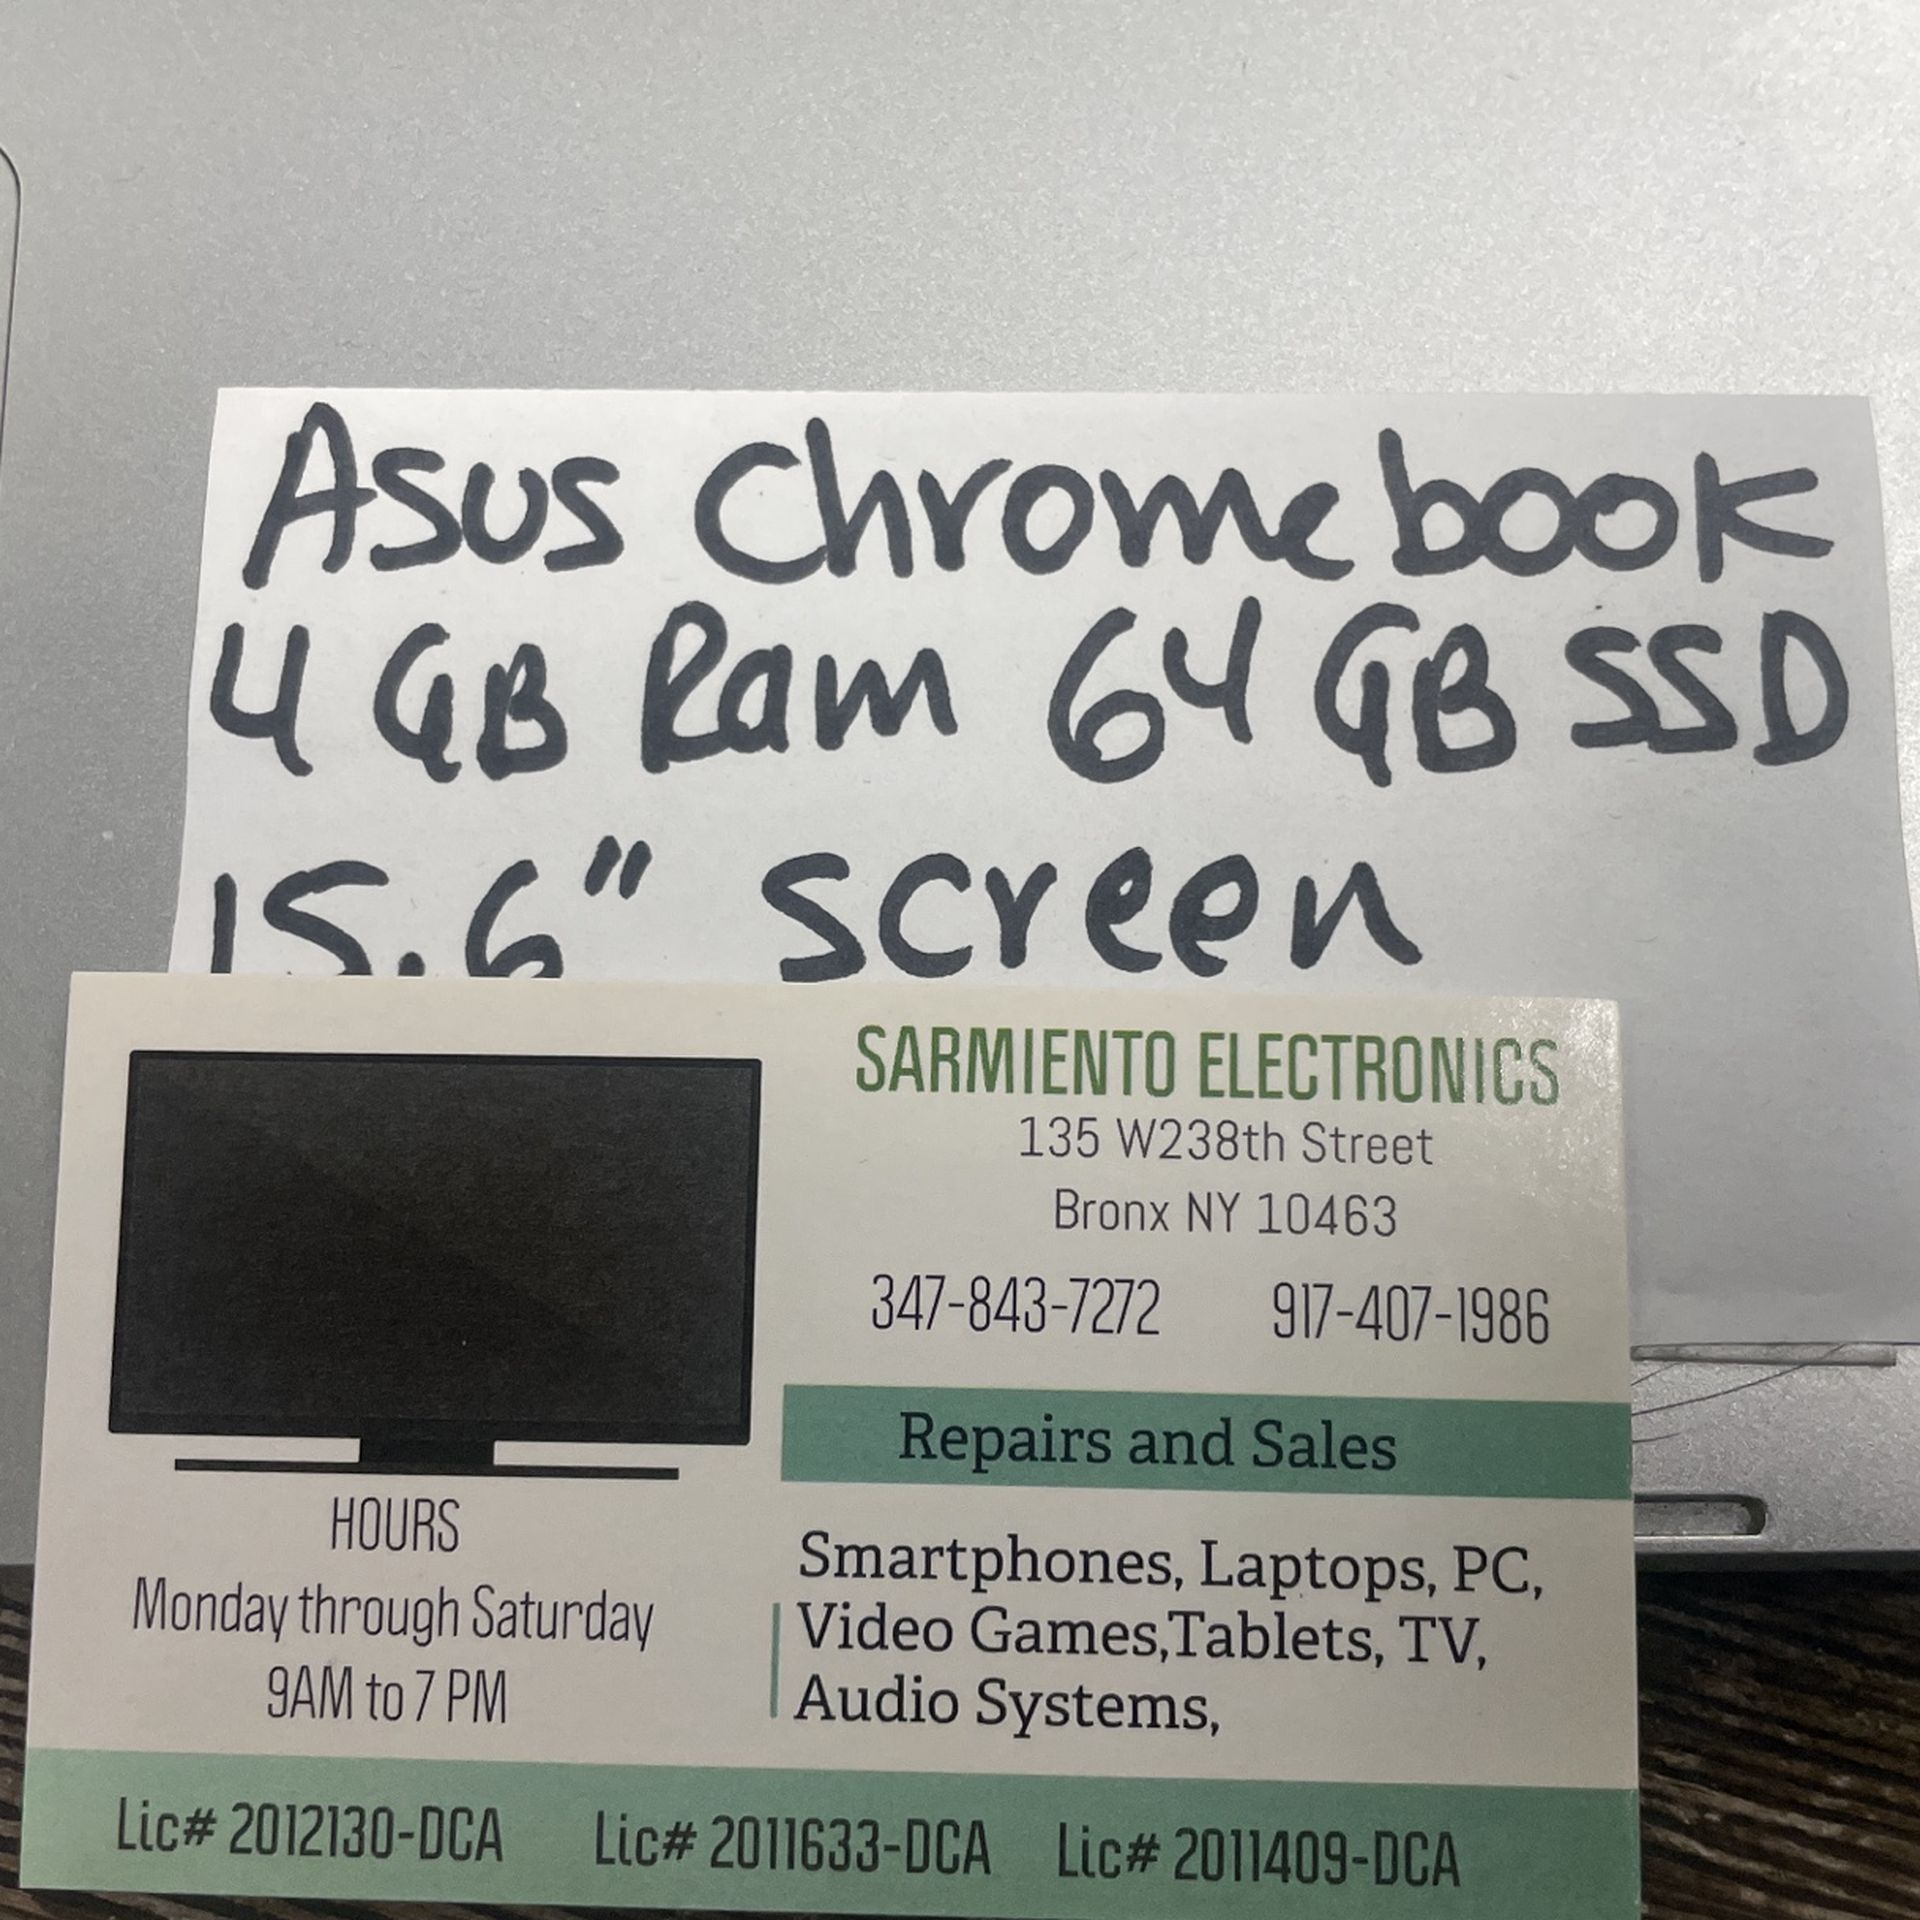 Asus Chromebook
4 GB Ram 64 GB SSD
15.6" screen
SARMIENTO ELECTRONICS
135 W238th Street
Bronx NY 10463
347-843-7272 917-407-1986
Repairs and Sales
Smartphones, Laptops, PC,
Video Games,Tablets, TV,
Audio Systems,
HOURS
Monday through Saturday
9AM to 7 PM
Lic# 2012130-DCA Lic# 2011633-DCA Lic# 2011409-DCA